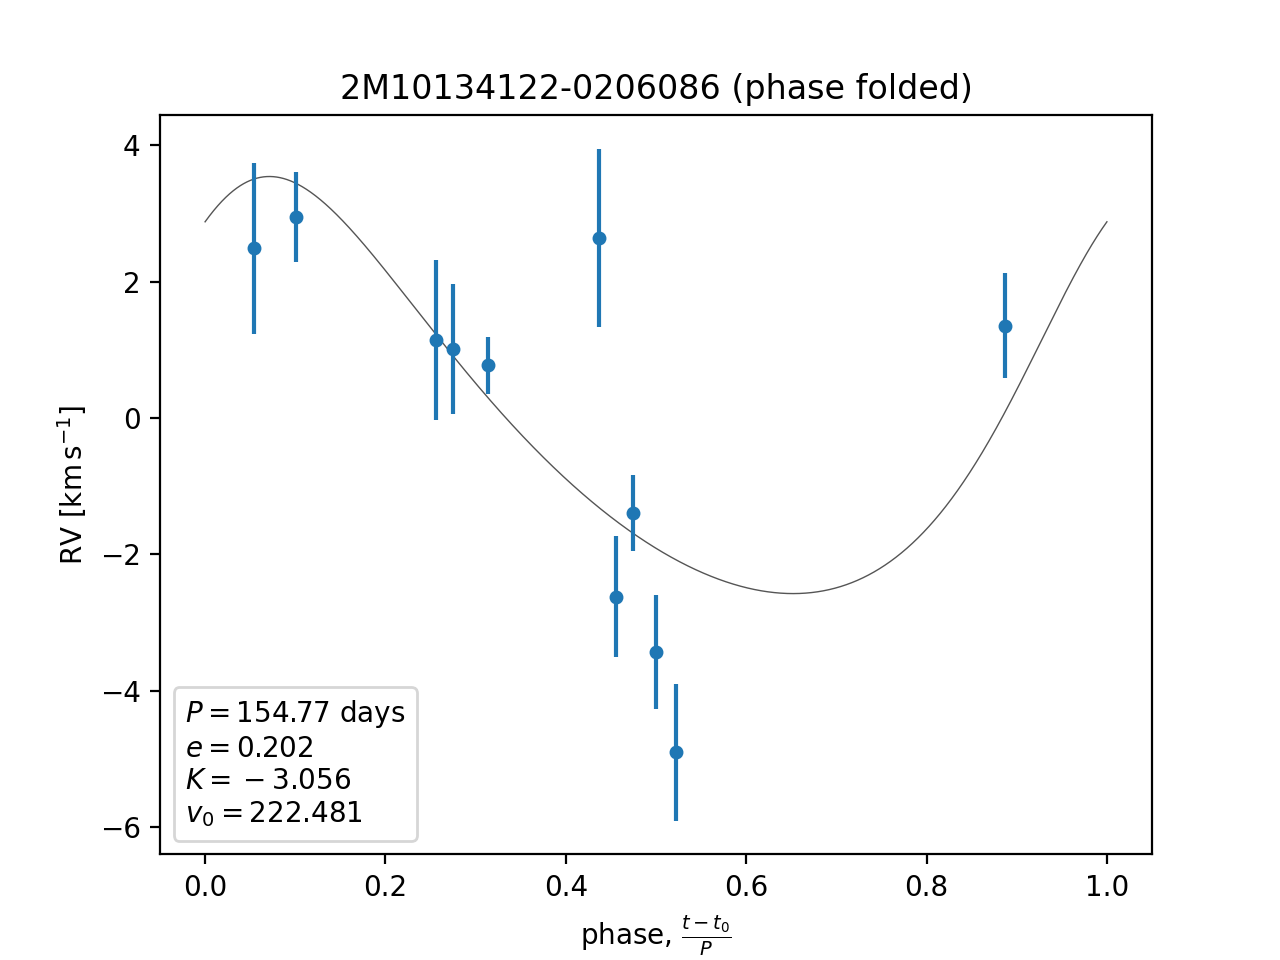 2M10134122-0206086 (phase folded)
4
2
0
−2
−4
−6
RV [km s⁻¹]
P = 154.77 days
e = 0.202
K = − 3.056
v₀ = 222.481
0.0 0.2 0.4 0.6 0.8 1.0
phase, (t − t₀)/P